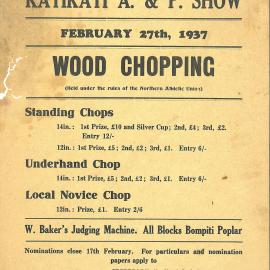 KATIKATI A. & P. SHOW
FEBRUARY 27th, 1937
WOOD CHOPPING
(Held under the rules of the Northern Athletic Union)
Standing Chops
14in.: 1st Prize, £10 and Silver Cup; 2nd, £4; 3rd, £2.
Entry 12/-
12in.: 1st Prize, £5; 2nd, £2; 3rd, £1. Entry 6/-
Underhand Chop
14in.: 1st Prize, £5; 2nd, £2; 3rd, £1. Entry 6/-
Local Novice Chop
12in.: Prize, £1. Entry 2/6
W. Baker's Judging Machine. All Blocks Bompiti Poplar
Nominations close 17th February. For particulars and nomination
papers apply to